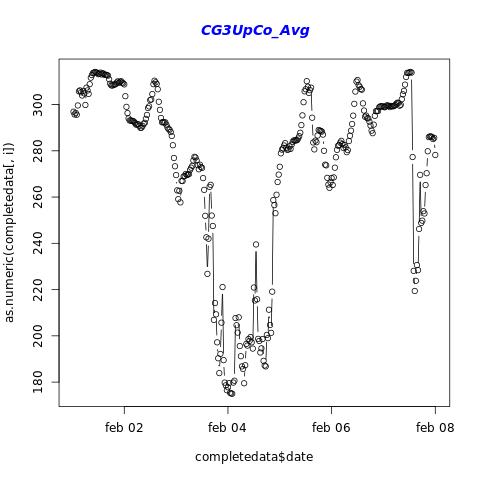 CG3UpCo_Avg
as.numeric(completedata[, i])
300
280
260
240
220
200
180
feb 02
feb 04
feb 06
feb 08
completedata$date